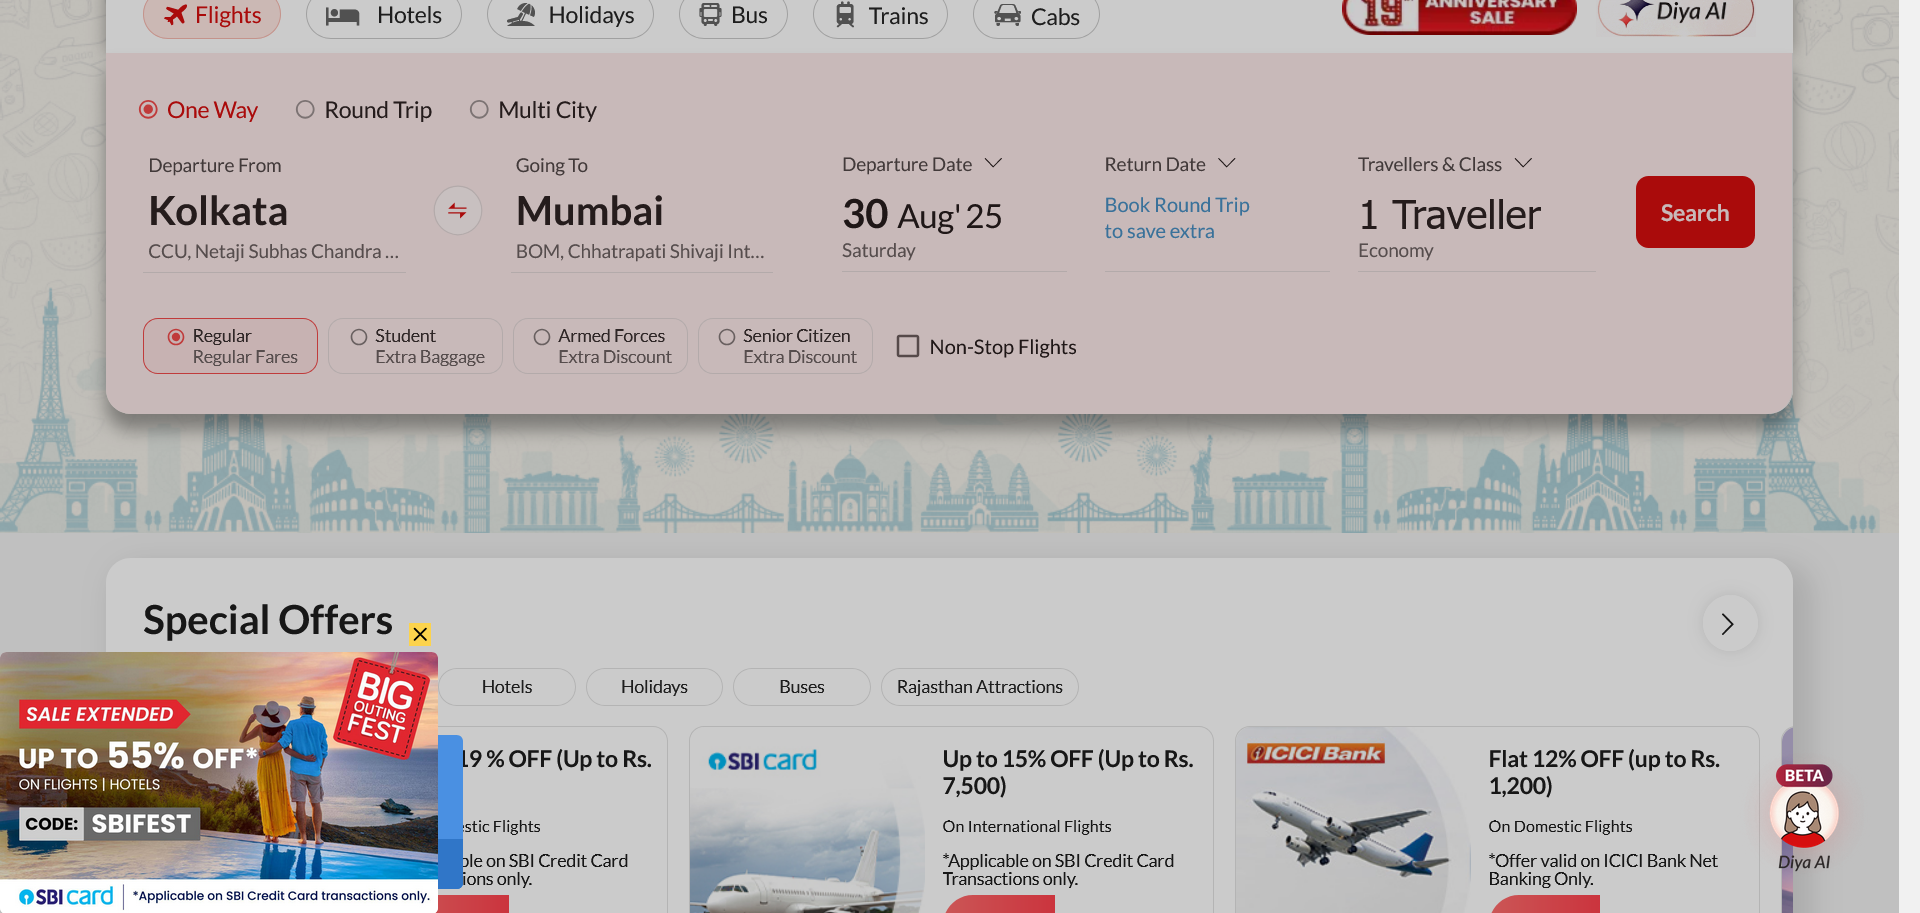 Flights
Hotels
Holidays
Bus
Trains
Cabs
19th ANNIVERSARY
SALE
Diya AI
One Way
Round Trip
Multi City
Departure From
Kolkata
CCU, Netaji Subhas Chandra ...
Going To
Mumbai
BOM, Chhatrapati Shivaji Int...
Departure Date
30 Aug' 25
Saturday
Return Date
Book Round Trip
to save extra
Travellers & Class
1 Traveller
Economy
Search
Regular
Regular Fares
Student
Extra Baggage
Armed Forces
Extra Discount
Senior Citizen
Extra Discount
Non-Stop Flights
Special Offers
Hotels
Holidays
Buses
Rajasthan Attractions
BIG
OUTING
FEST
SALE EXTENDED
UP TO 55% OFF*
ON FLIGHTS | HOTELS
CODE: SBIFEST
SBI card
*Applicable on SBI Credit Card transactions only.
19 % OFF (Up to Rs.
stic Flights
ble on SBI Credit Card
ions only.
SBI card
Up to 15% OFF (Up to Rs.
7,500)
On International Flights
*Applicable on SBI Credit Card
Transactions only.
ICICI Bank
Flat 12% OFF (up to Rs.
1,200)
On Domestic Flights
*Offer valid on ICICI Bank Net
Banking Only.
BETA
Diya AI